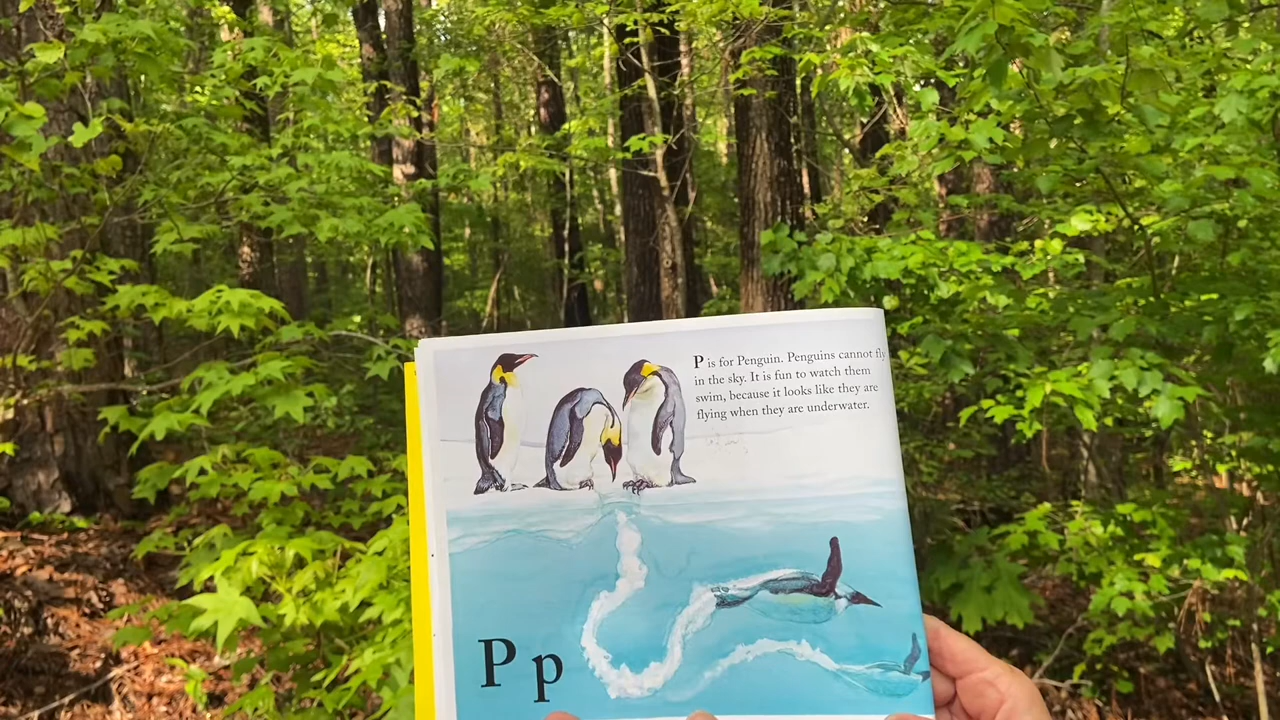 P is for Penguin. Penguins cannot fly
in the sky. It is fun to watch them
swim, because it looks like they are
flying when they are underwater.
P p